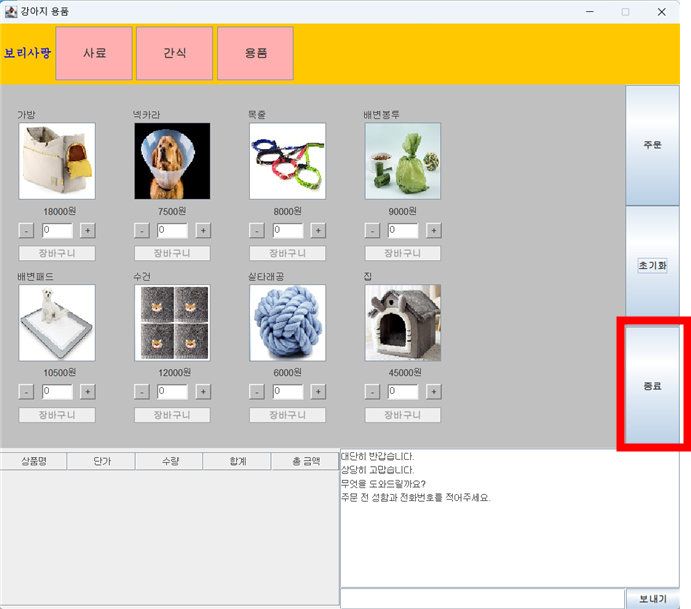 강아지 용품
보리사랑 사료 간식 용품
가방 넥카라 목줄 배변봉투
18000원 7500원 8000원 9000원
- 0 + - 0 + - 0 + - 0 +
장바구니 장바구니 장바구니 장바구니
주문
배변패드 수건 실타래공 집
초기화
10500원 12000원 6000원 45000원
- 0 + - 0 + - 0 + - 0 +
장바구니 장바구니 장바구니 장바구니
종료
상품명 단가 수량 합계 총 금액
대단히 반갑습니다.
상당히 고맙습니다.
무엇을 도와드릴까요?
주문 전 성함과 전화번호를 적어주세요.
보내기